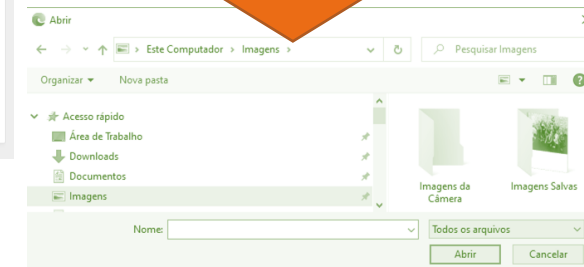 Abrir
Este Computador > Imagens >
Pesquisar Imagens
Organizar
Nova pasta
Acesso rápido
Área de Trabalho
Downloads
Documentos
Imagens
Imagens da
Câmera
Imagens Salvas
Nome:
Todos os arquivos
Abrir
Cancelar